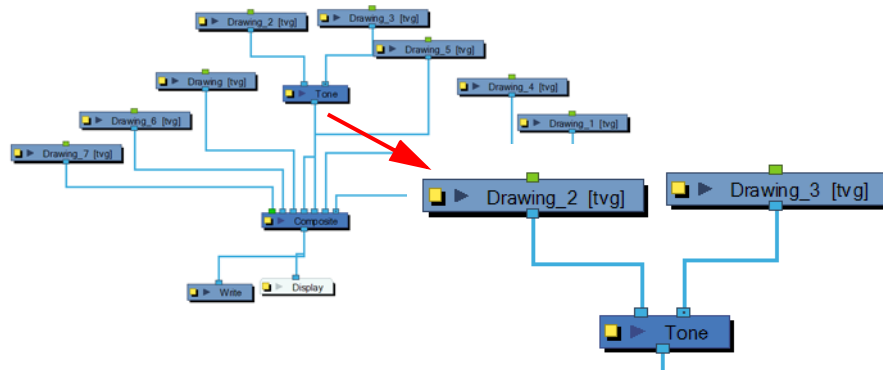 Drawing_2 [tvg]
Drawing_3 [tvg]
Drawing_5 [tvg]
Drawing [tvg]
Drawing_4 [tvg]
Tone
Drawing_6 [tvg]
Drawing_1 [tvg]
Drawing_7 [tvg]
Drawing_2 [tvg]
Drawing_3 [tvg]
Composite
Write
Display
Tone